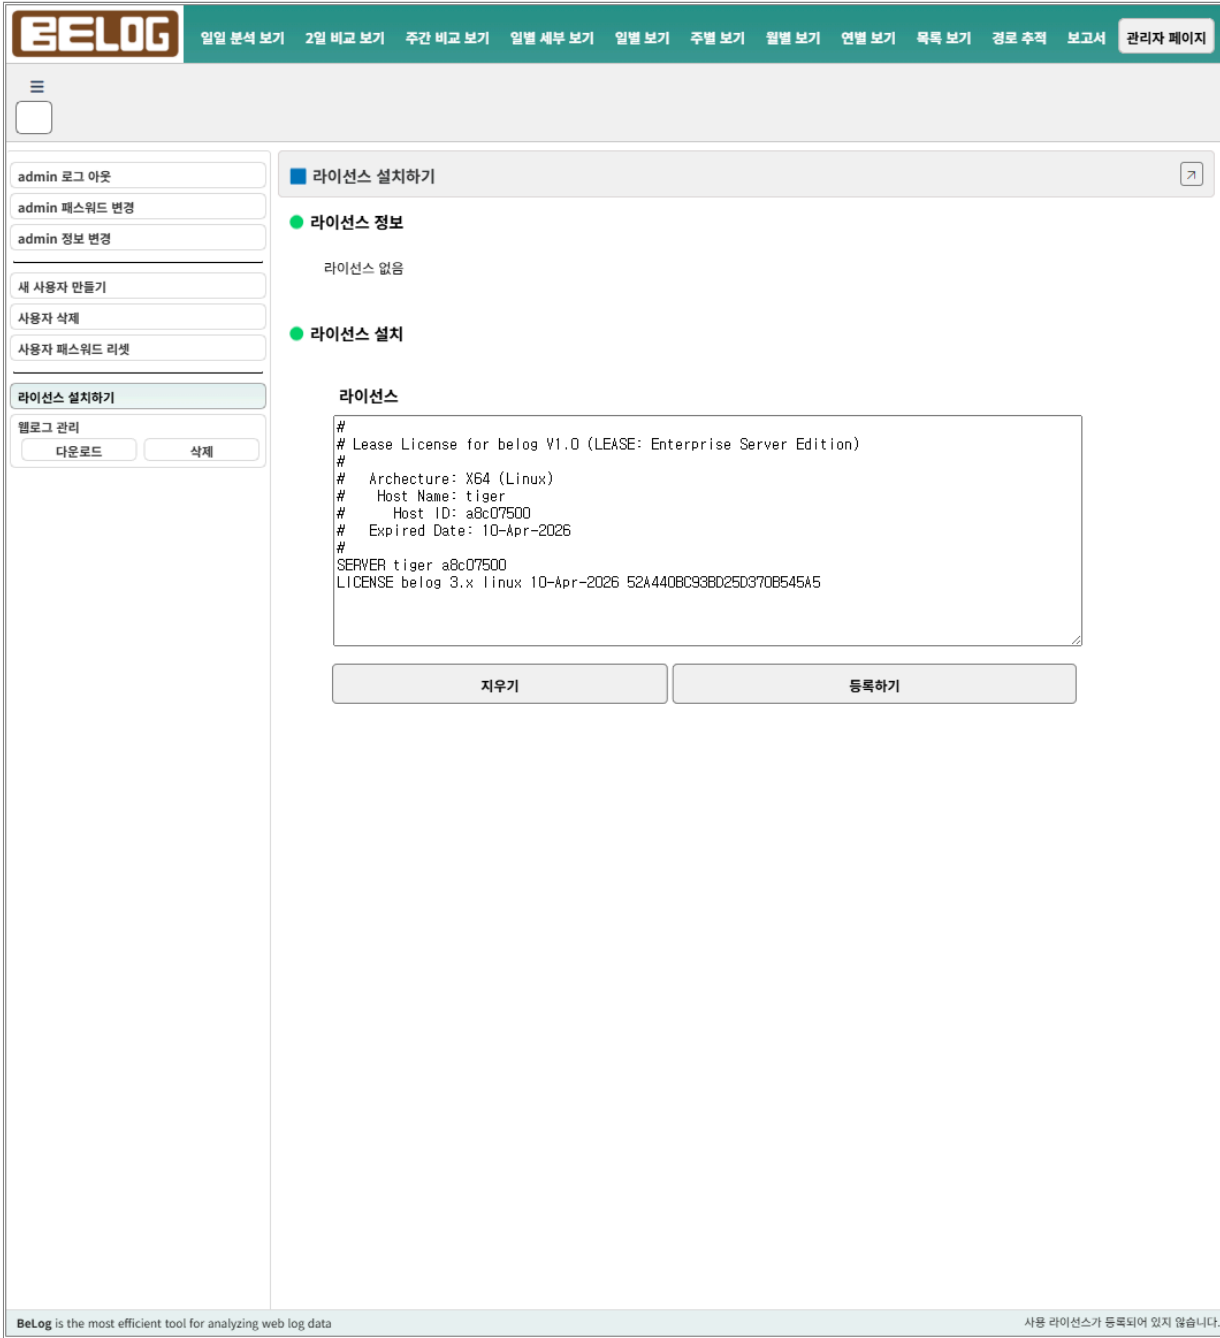 BELOG 일일 분석 보기 2일 비교 보기 주간 비교 보기 일별 세부 보기 일별 보기 주별 보기 월별 보기 연별 보기 목록 보기 경로 추적 보고서 관리자 페이지
admin 로그 아웃
admin 패스워드 변경
admin 정보 변경
새 사용자 만들기
사용자 삭제
사용자 패스워드 리셋
라이선스 설치하기
웹로그 관리
다운로드 삭제
라이선스 설치하기
라이선스 정보
라이선스 없음
라이선스 설치
라이선스
#
# Lease License for belog V1.0 (LEASE: Enterprise Server Edition)
#
#   Archecture: X64 (Linux)
#    Host Name: tiger
#      Host ID: a8c07500
#   Expired Date: 10-Apr-2026
#
SERVER tiger a8c07500
LICENSE belog 3.x linux 10-Apr-2026 52A440BC93BD25D370B545A5
지우기 등록하기
BeLog is the most efficient tool for analyzing web log data
사용 라이선스가 등록되어 있지 않습니다.